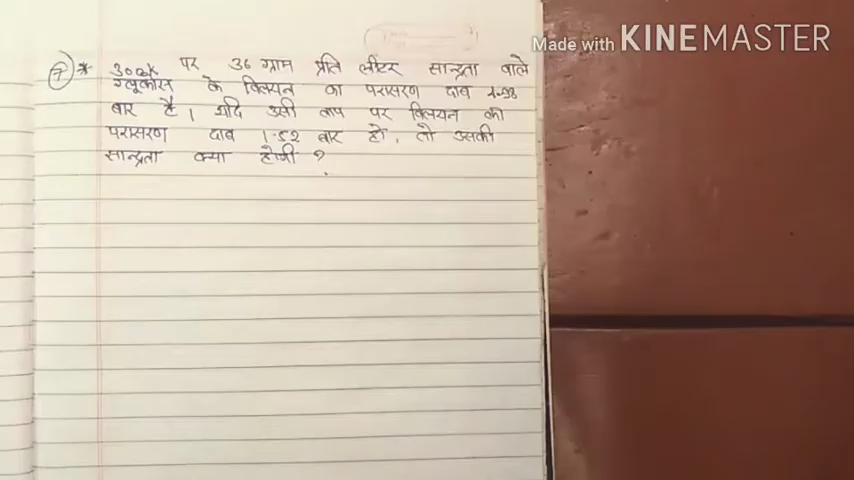 Made with KINEMASTER
7 * 300K पर 36 ग्राम प्रति लीटर सान्द्रता वाले
ग्लूकोस के विलयन का परासरण दाब 4.98
बार है । यदि उसी ताप पर विलयन का
परासरण दाब 1.52 बार हो, तो उसकी
सान्द्रता क्या होगी ?